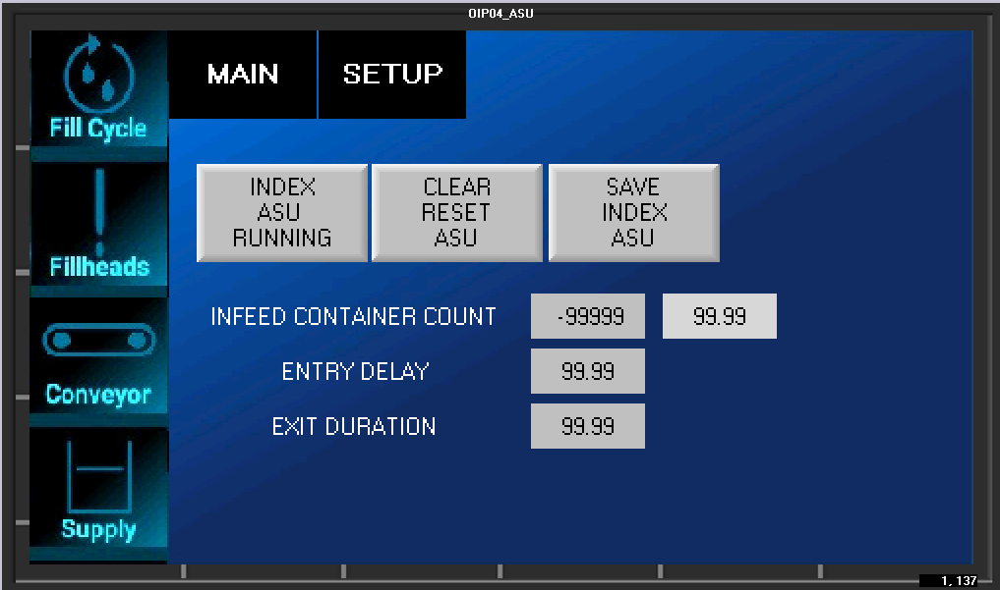 OIP04_ASU
Fill Cycle
MAIN
SETUP
INDEX
ASU
RUNNING
CLEAR
RESET
ASU
SAVE
INDEX
ASU
Fillheads
INFEED CONTAINER COUNT
-99999
99.99
ENTRY DELAY
99.99
Conveyor
EXIT DURATION
99.99
Supply
1, 137